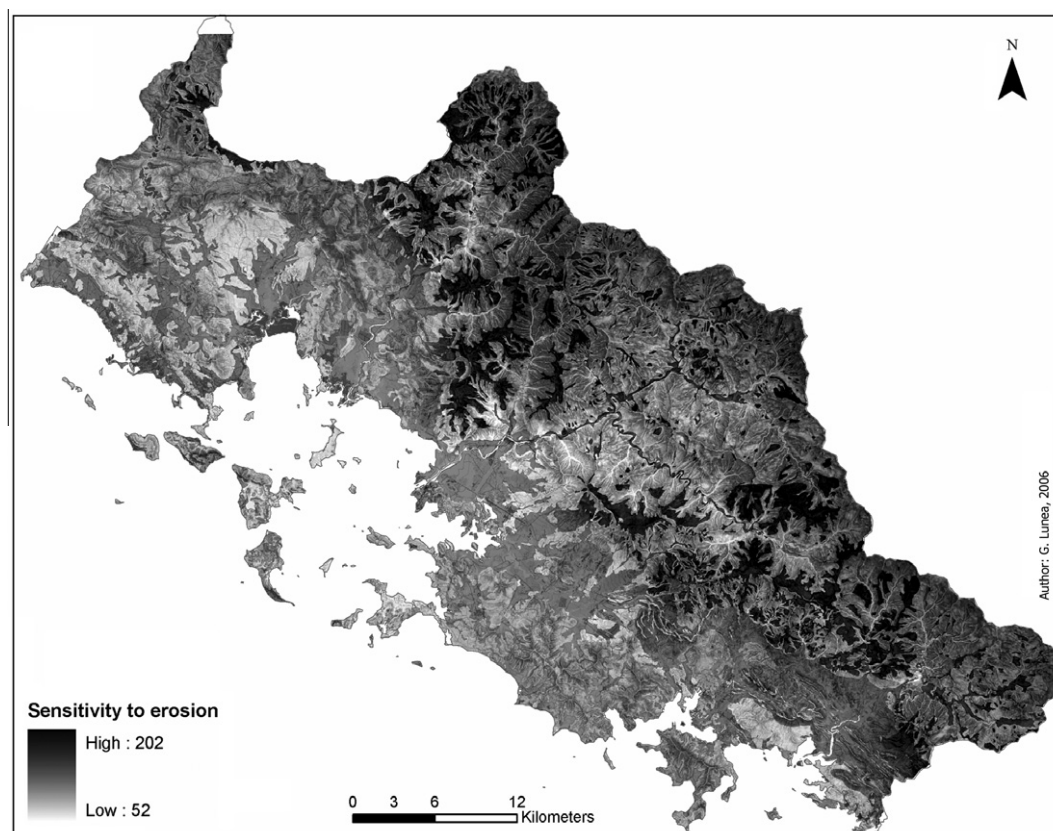 N
Author: G. Lunea, 2006
Sensitivity to erosion
High : 202
Low : 52
0 3 6 12
Kilometers